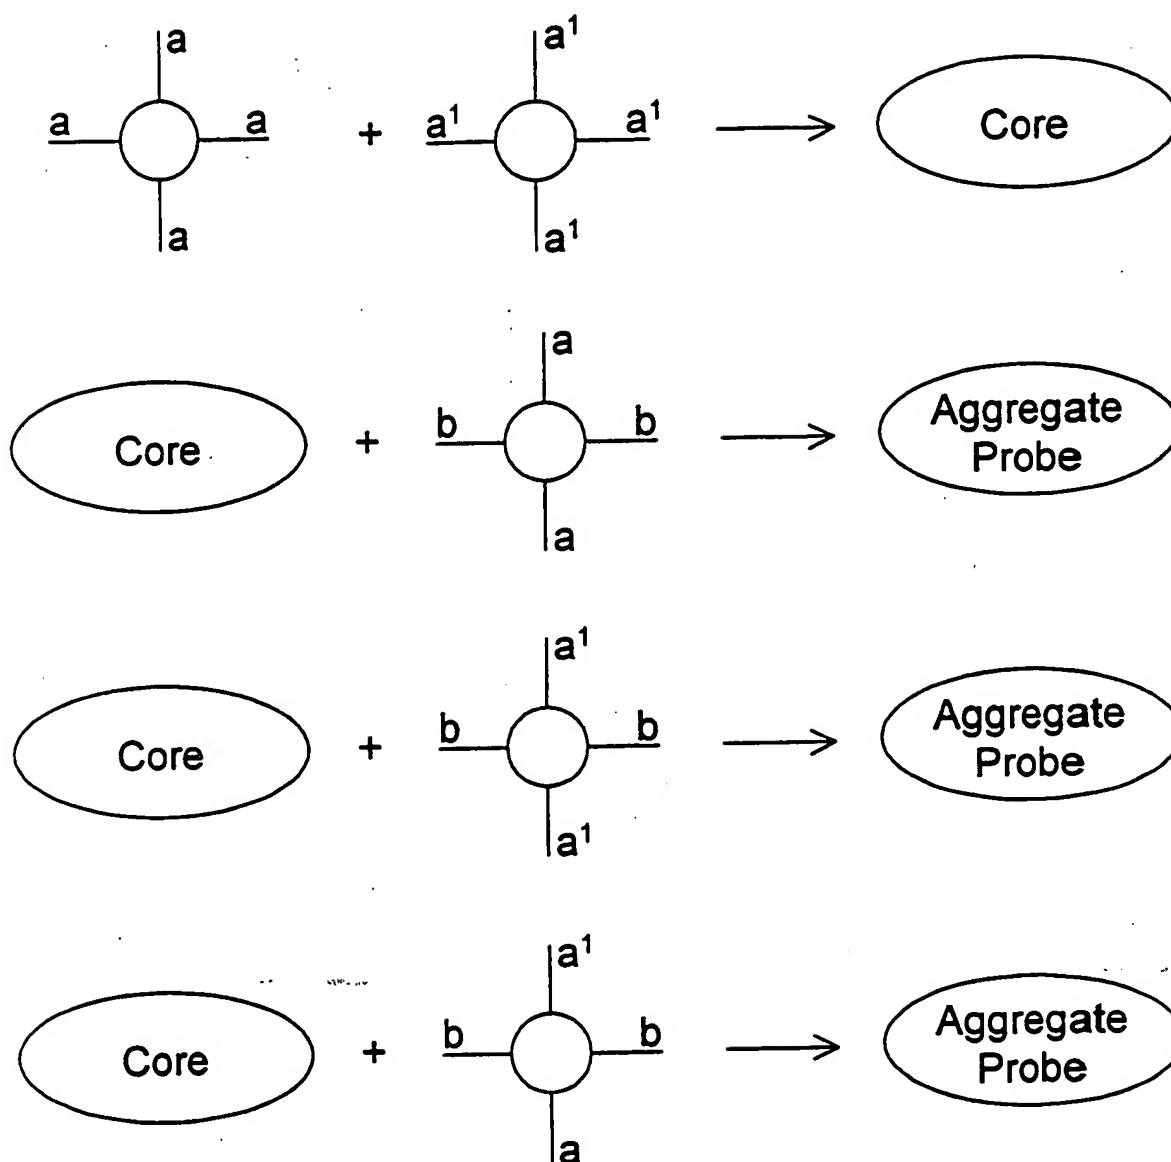 a a¹
a a + a¹ a¹ → Core
a a¹
a
Core + b b → Aggregate Probe
a
a¹
Core + b b → Aggregate Probe
a¹
a¹
Core + b b → Aggregate Probe
a